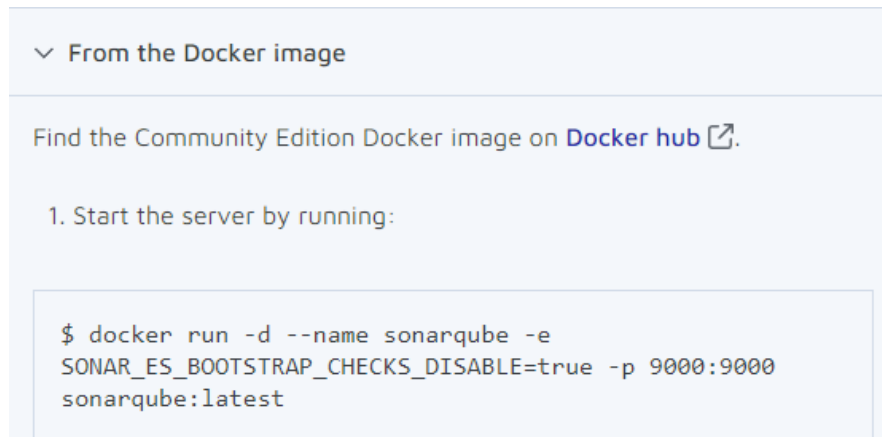 From the Docker image
Find the Community Edition Docker image on Docker hub.
1. Start the server by running:
$ docker run -d --name sonarqube -e
SONAR_ES_BOOTSTRAP_CHECKS_DISABLE=true -p 9000:9000
sonarqube:latest